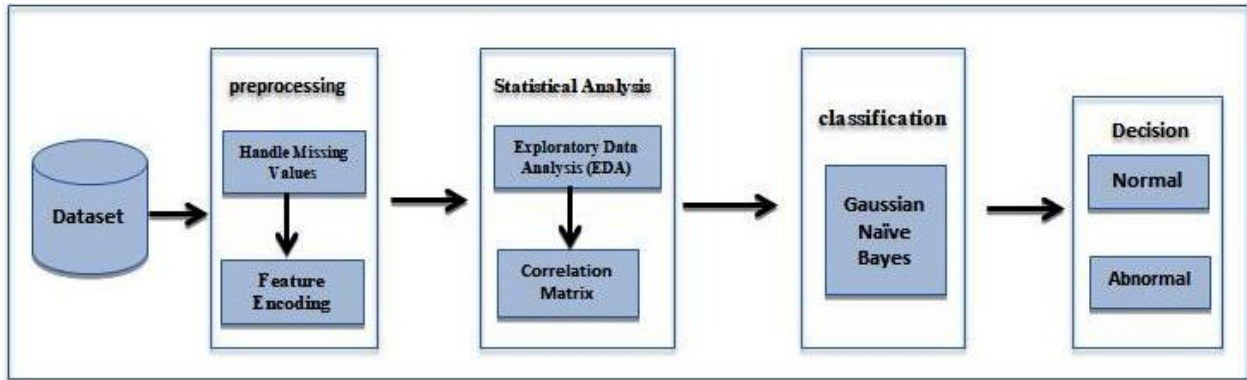 Dataset
preprocessing
Handle Missing
Values
Feature
Encoding
Statistical Analysis
Exploratory Data
Analysis (EDA)
Correlation
Matrix
classification
Gaussian
Naïve
Bayes
Decision
Normal
Abnormal